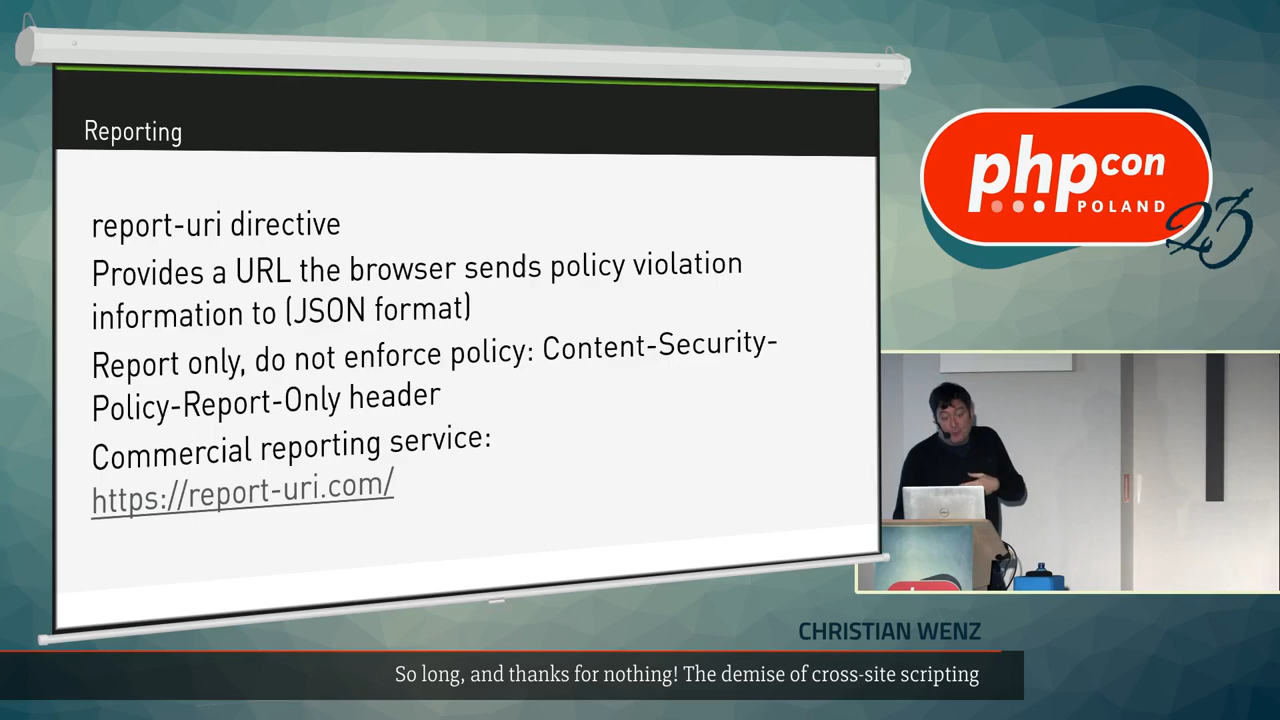 Reporting
report-uri directive
Provides a URL the browser sends policy violation
information to (JSON format)
Report only, do not enforce policy: Content-Security-
Policy-Report-Only header
Commercial reporting service:
https://report-uri.com/
phpcon
POLAND
23
CHRISTIAN WENZ
So long, and thanks for nothing! The demise of cross-site scripting